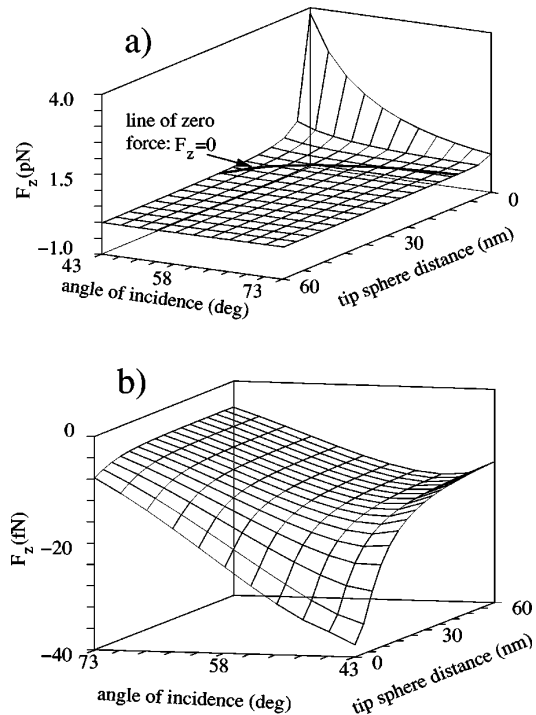 a)
4.0
line of zero
force: F_z=0
F_z(pN)
1.5
−1.0
43
58
73
angle of incidence (deg)
0
30
60
tip sphere distance (nm)
b)
0
F_z(fN)
−20
−40
73
58
43
angle of incidence (deg)
0
30
60
tip sphere distance (nm)